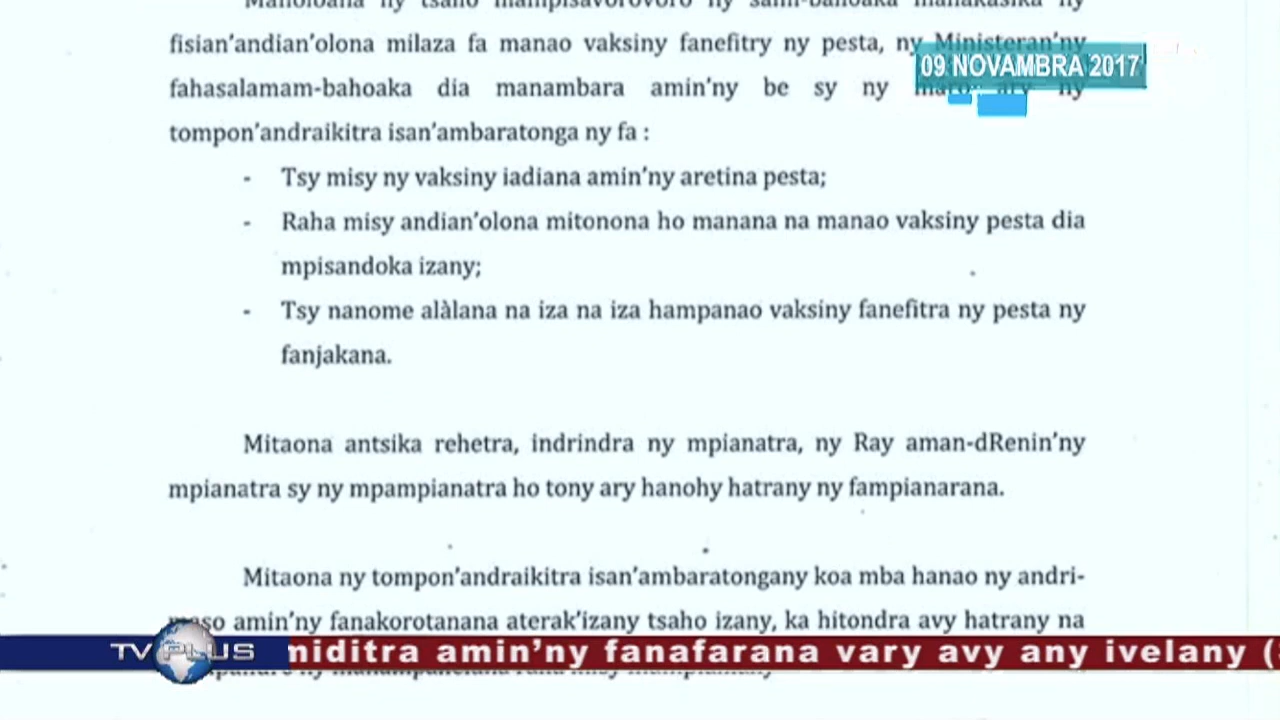 fisian'andian'olona milaza fa manao vaksiny fanefitry ny pesta, ny Ministeran'ny
09 NOVAMBRA 2017
fahasalamam-bahoaka dia manambara amin'ny be sy ny maro ary ny
tompon'andraikitra isan'ambaratonga ny fa :
- Tsy misy ny vaksiny iadiana amin'ny aretina pesta;
- Raha misy andian'olona mitonona ho manana na manao vaksiny pesta dia
mpisandoka izany;
- Tsy nanome alàlana na iza na iza hampanao vaksiny fanefitra ny pesta ny
fanjakana.
Mitaona antsika rehetra, indrindra ny mpianatra, ny Ray aman-dRenin'ny
mpianatra sy ny mpampianatra ho tony ary hanohy hatrany ny fampianarana.
Mitaona ny tompon'andraikitra isan'ambaratongany koa mba hanao ny andri-
maso amin'ny fanakorotanana aterak'izany tsaho izany, ka hitondra avy hatrany na
TV PLUS
miditra amin'ny fanafarana vary avy any ivelany (